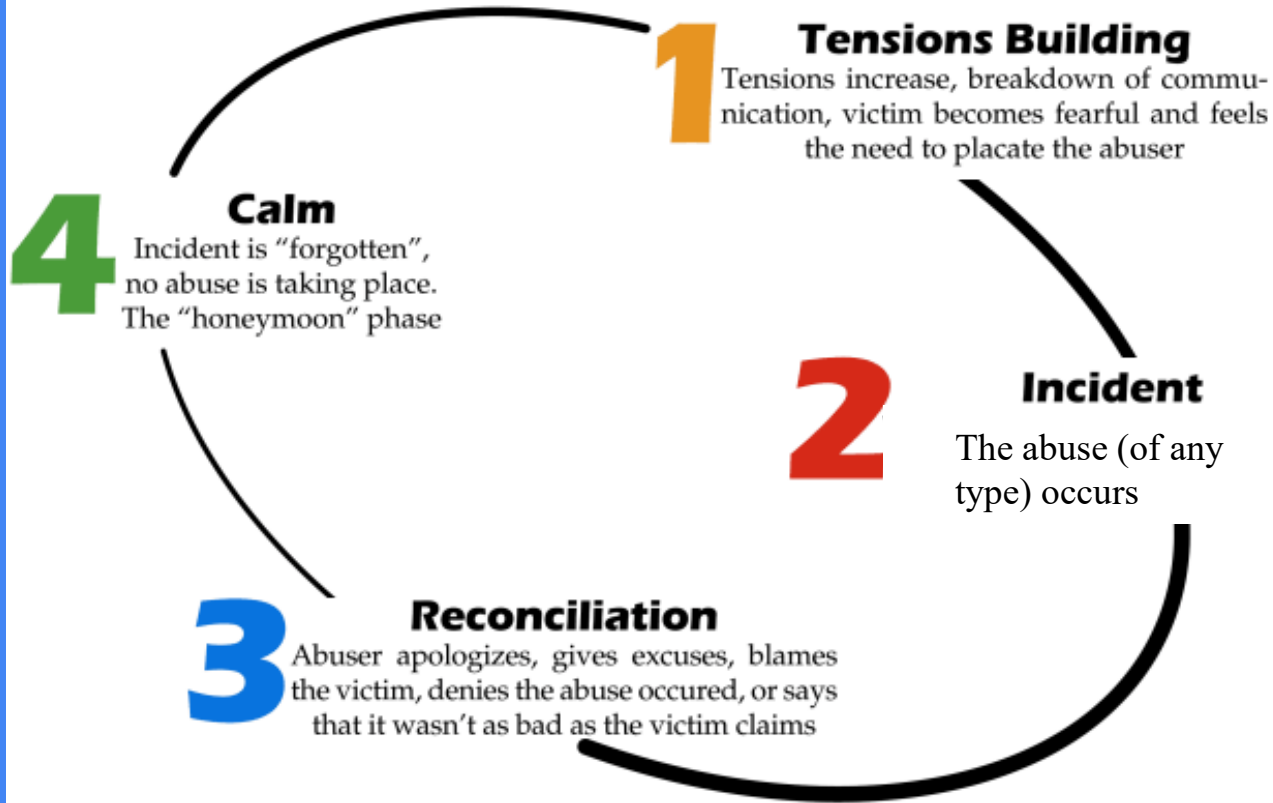 1
Tensions Building
Tensions increase, breakdown of commu-
nication, victim becomes fearful and feels
the need to placate the abuser
2
Incident
The abuse (of any
type) occurs
3
Reconciliation
Abuser apologizes, gives excuses, blames
the victim, denies the abuse occured, or says
that it wasn't as bad as the victim claims
4
Calm
Incident is "forgotten",
no abuse is taking place.
The "honeymoon" phase